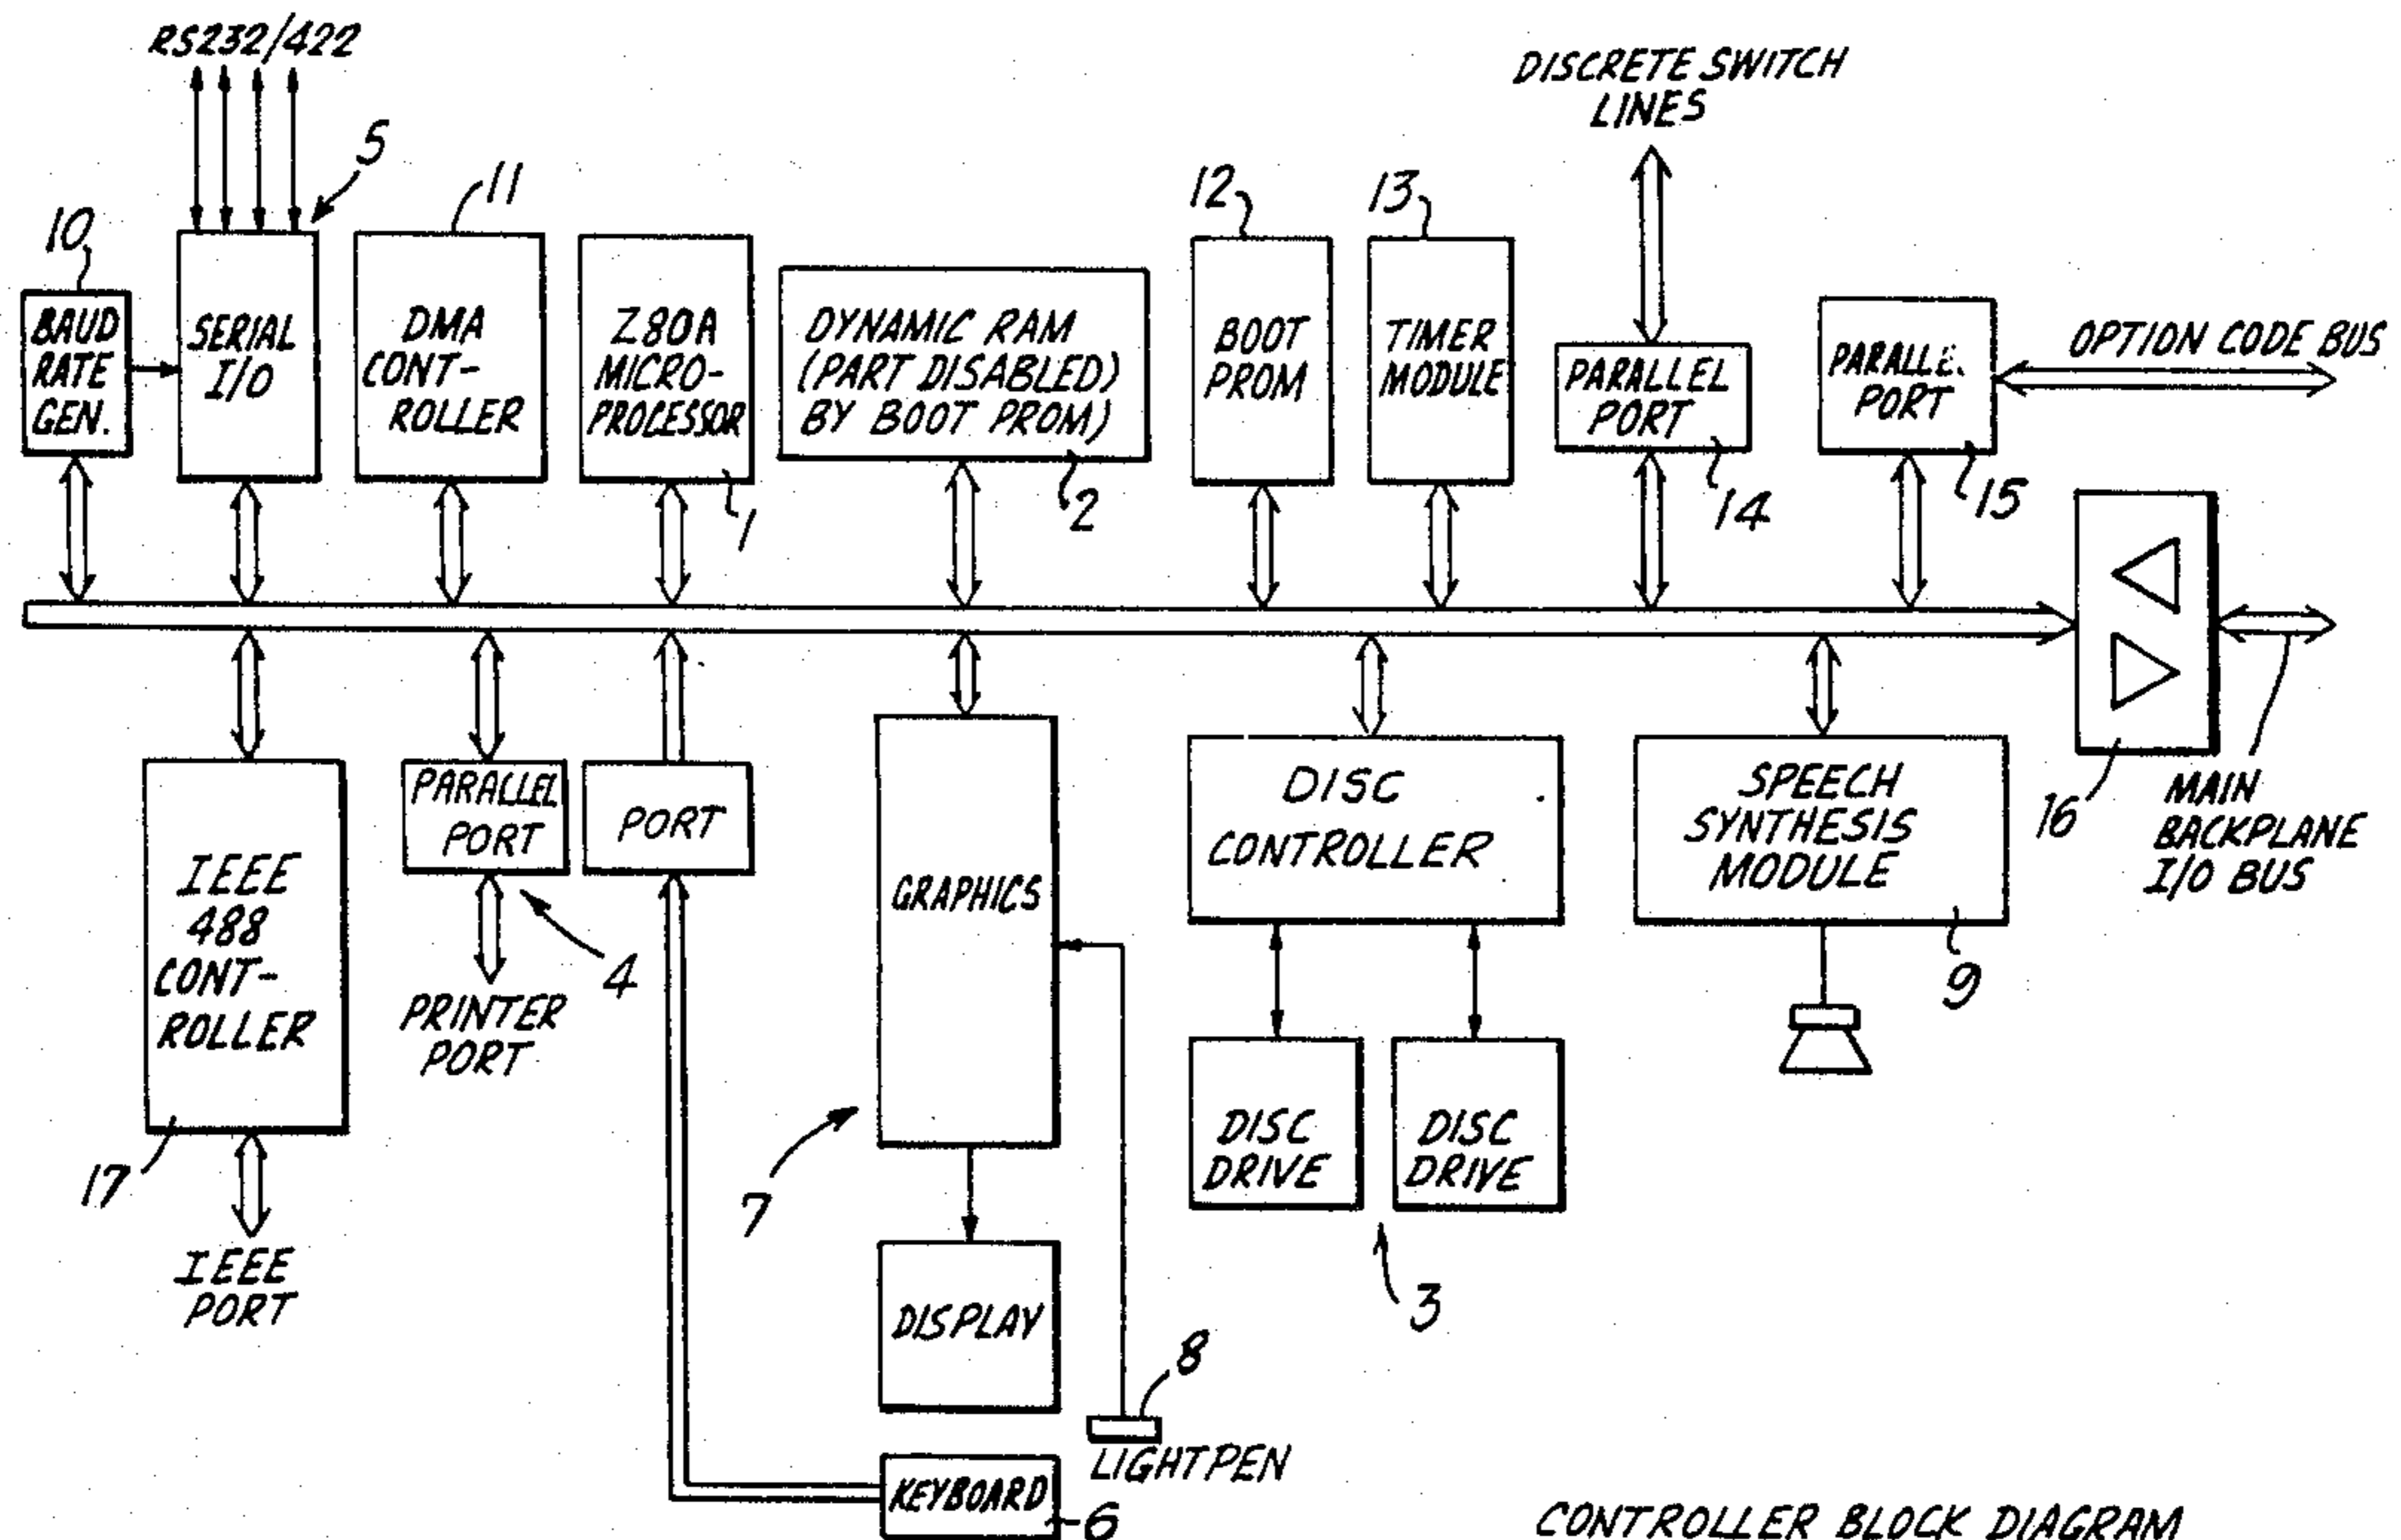 RS232/422
DISCRETE SWITCH
LINES
5
11
10
12
13
BAUD
RATE
GEN.
SERIAL
I/O
DMA
CONT-
ROLLER
Z80A
MICRO-
PROCESSOR
1
DYNAMIC RAM
(PART DISABLED)
BY BOOT PROM)
2
BOOT
PROM
TIMER
MODULE
PARALLEL
PORT
14
PORT
15
OPTION CODE BUS
IEEE
488
CONT-
ROLLER
17
IEEE
PORT
PARALLEL
PORT
4
PRINTER
PORT
PORT
GRAPHICS
7
DISPLAY
KEYBOARD
6
8
LIGHT PEN
DISC
CONTROLLER
DISC
DRIVE
DISC
DRIVE
3
SPEECH
SYNTHESIS
MODULE
9
16
MAIN
BACKPLANE
I/O BUS
CONTROLLER BLOCK DIAGRAM